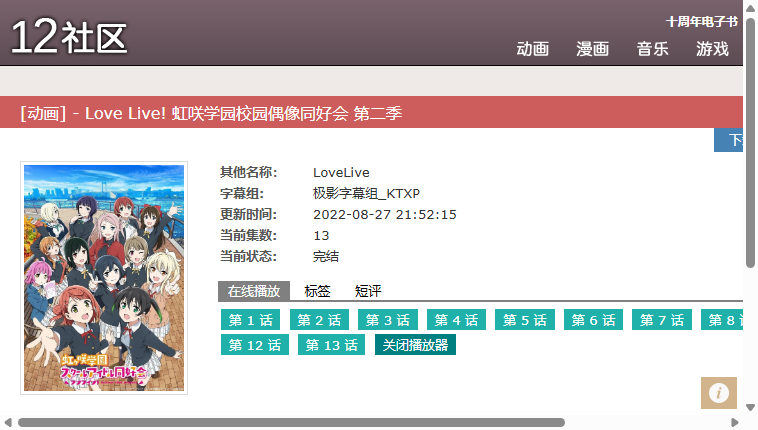 12社区
十周年电子书
动画 漫画 音乐 游戏
[动画] - Love Live! 虹咲学园校园偶像同好会 第二季
下
其他名称: LoveLive
字幕组: 极影字幕组_KTXP
更新时间: 2022-08-27 21:52:15
当前集数: 13
当前状态: 完结
在线播放 标签 短评
第 1 话 第 2 话 第 3 话 第 4 话 第 5 话 第 6 话 第 7 话 第 8
第 12 话 第 13 话 关闭播放器
虹ヶ咲学園
スクールアイドル同好会
i